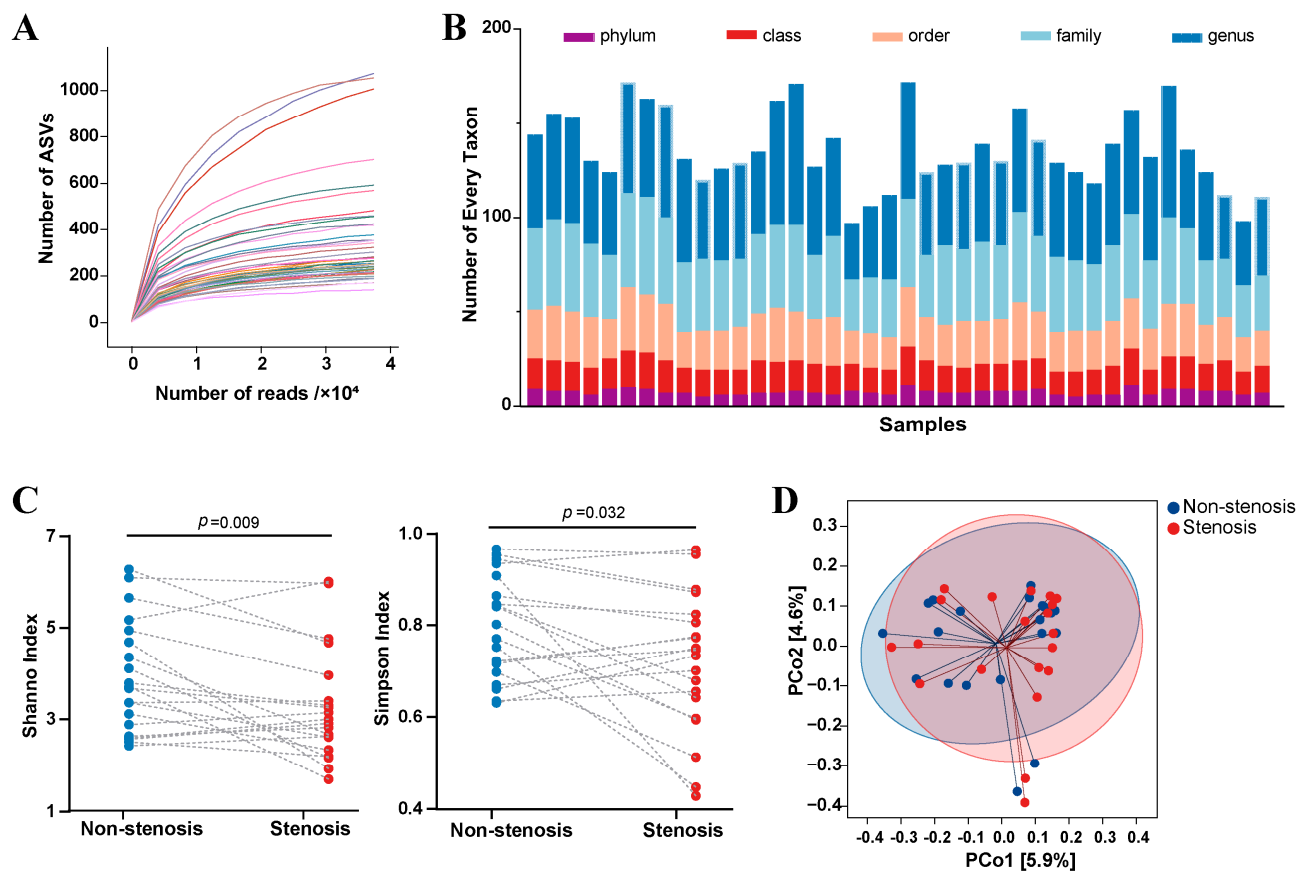 A
Number of ASVs
1000
800
600
400
200
0
0 1 2 3 4
Number of reads /×10⁴
B
phylum class order family genus
Number of Every Taxon
200
100
0
Samples
C
p=0.009
Shanno Index
7
5
3
1
Non-stenosis Stenosis
p=0.032
Simpson Index
1.0
0.8
0.6
0.4
Non-stenosis Stenosis
D
Non-stenosis
Stenosis
PCo2 [4.6%]
0.3
0.2
0.1
0.0
−0.1
−0.2
−0.3
−0.4
-0.4 -0.3 -0.2 -0.1 0.0 0.1 0.2 0.3 0.4
PCo1 [5.9%]